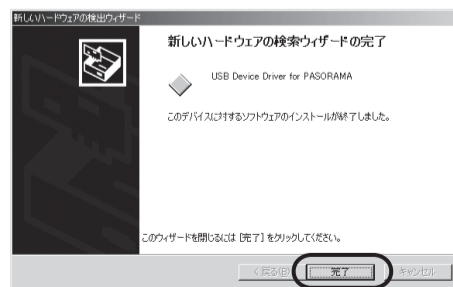 新しいハードウェアの検出ウィザード
新しいハードウェアの検索ウィザードの完了
USB Device Driver for PASORAMA
このデバイスに対するソフトウェアのインストールが終了しました。
このウィザードを閉じるには [完了] をクリックしてください。
< 戻る(B)
完了
キャンセル